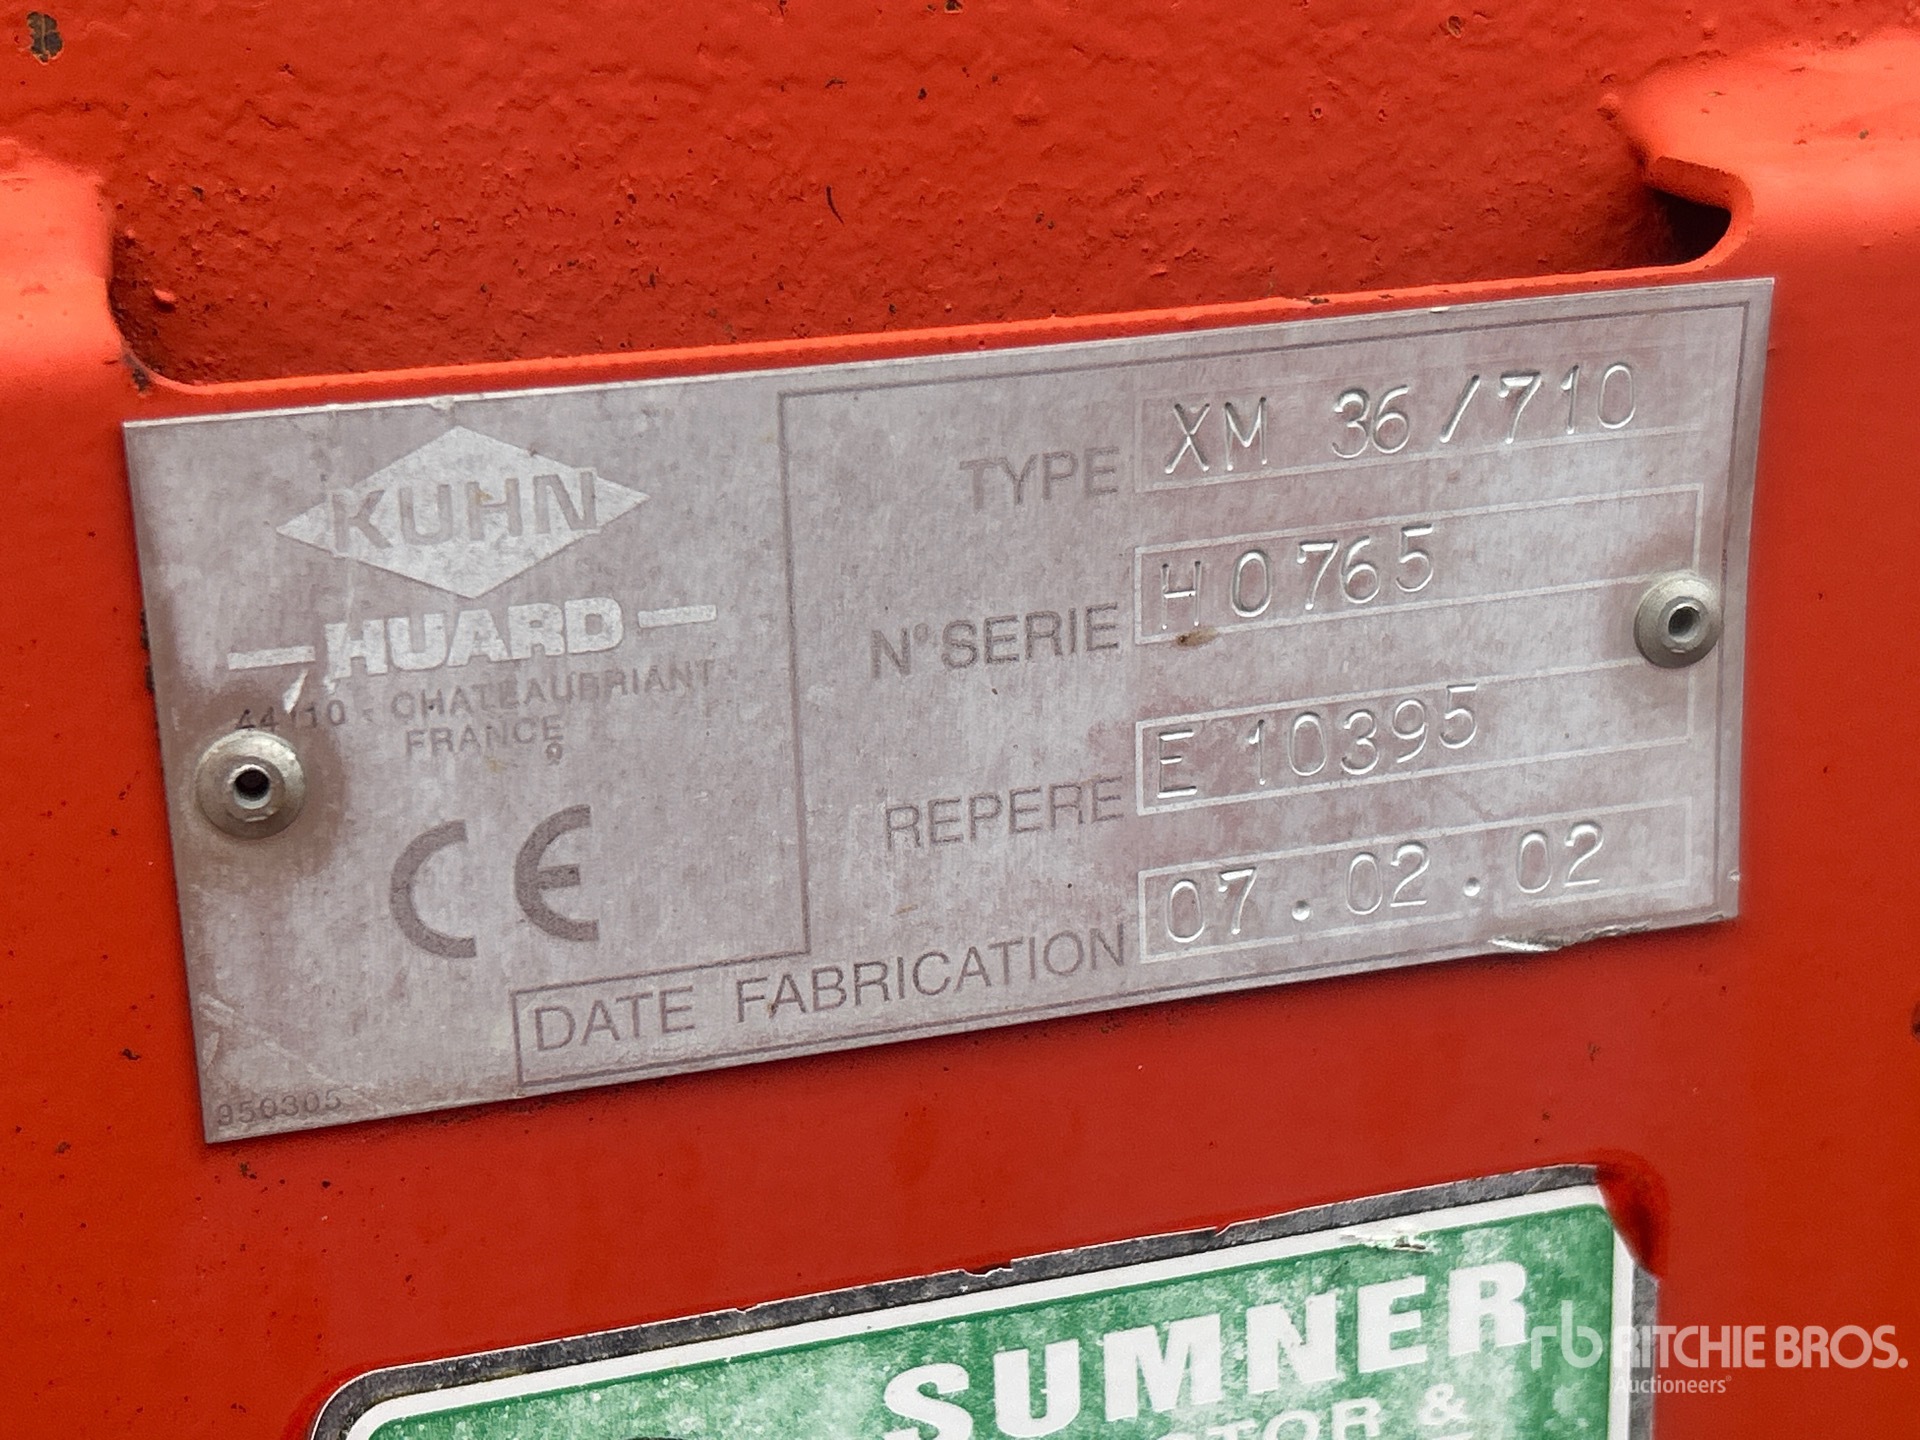 KUHN
HUARD
44110 - CHATEAUBRIANT
FRANCE
CE
TYPE XM 36/710
N° SERIE H0765
REPERE E 10395
DATE FABRICATION 07.02.02
950305
SUMNER
&
rb RITCHIE BROS.
Auctioneers